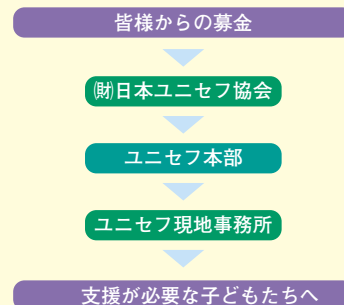 皆様からの募金
㈶日本ユニセフ協会
ユニセフ本部
ユニセフ現地事務所
支援が必要な子どもたちへ